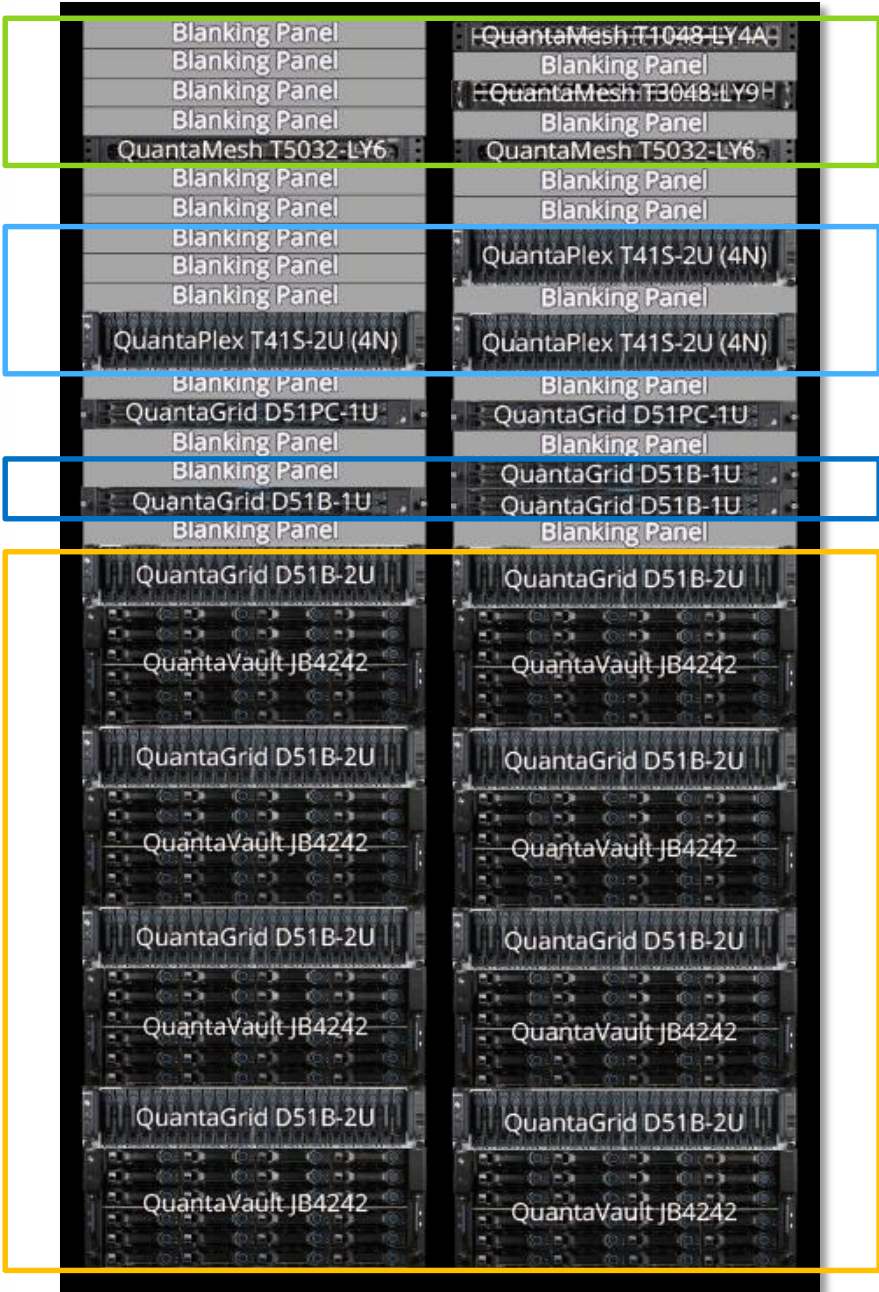 Blanking Panel
Blanking Panel
Blanking Panel
Blanking Panel
QuantaMesh T5032-LY6
Blanking Panel
Blanking Panel
Blanking Panel
Blanking Panel
Blanking Panel
QuantaPlex T41S-2U (4N)
Blanking Panel
QuantaGrid D51PC-1U
Blanking Panel
Blanking Panel
QuantaGrid D51B-1U
Blanking Panel
QuantaGrid D51B-2U
QuantaVault JB4242
QuantaGrid D51B-2U
QuantaVault JB4242
QuantaGrid D51B-2U
QuantaVault JB4242
QuantaGrid D51B-2U
QuantaVault JB4242
QuantaMesh T1048-LY4A
Blanking Panel
QuantaMesh T3048-LY9
Blanking Panel
QuantaMesh T5032-LY6
Blanking Panel
Blanking Panel
QuantaPlex T41S-2U (4N)
Blanking Panel
QuantaPlex T41S-2U (4N)
Blanking Panel
QuantaGrid D51PC-1U
Blanking Panel
QuantaGrid D51B-1U
QuantaGrid D51B-1U
Blanking Panel
QuantaGrid D51B-2U
QuantaVault JB4242
QuantaGrid D51B-2U
QuantaVault JB4242
QuantaGrid D51B-2U
QuantaVault JB4242
QuantaGrid D51B-2U
QuantaVault JB4242